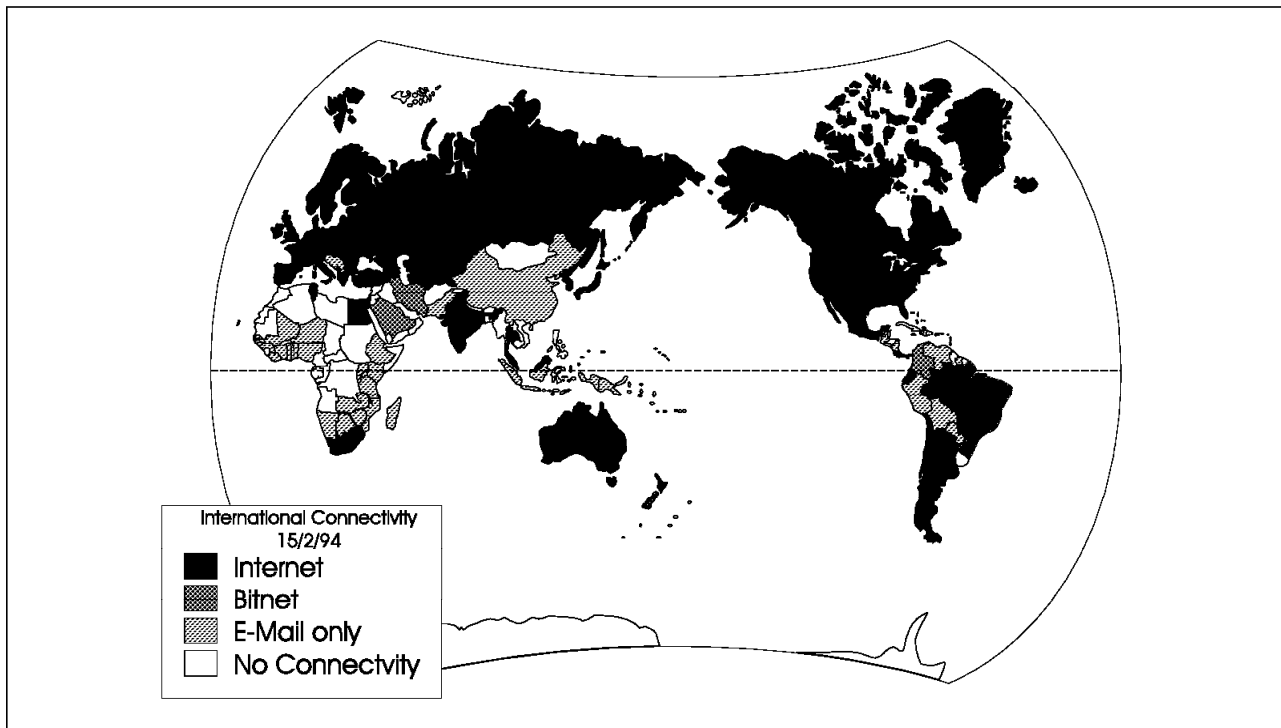 International Connectivity
15/2/94
Internet
Bitnet
E-Mail only
No Connectvity